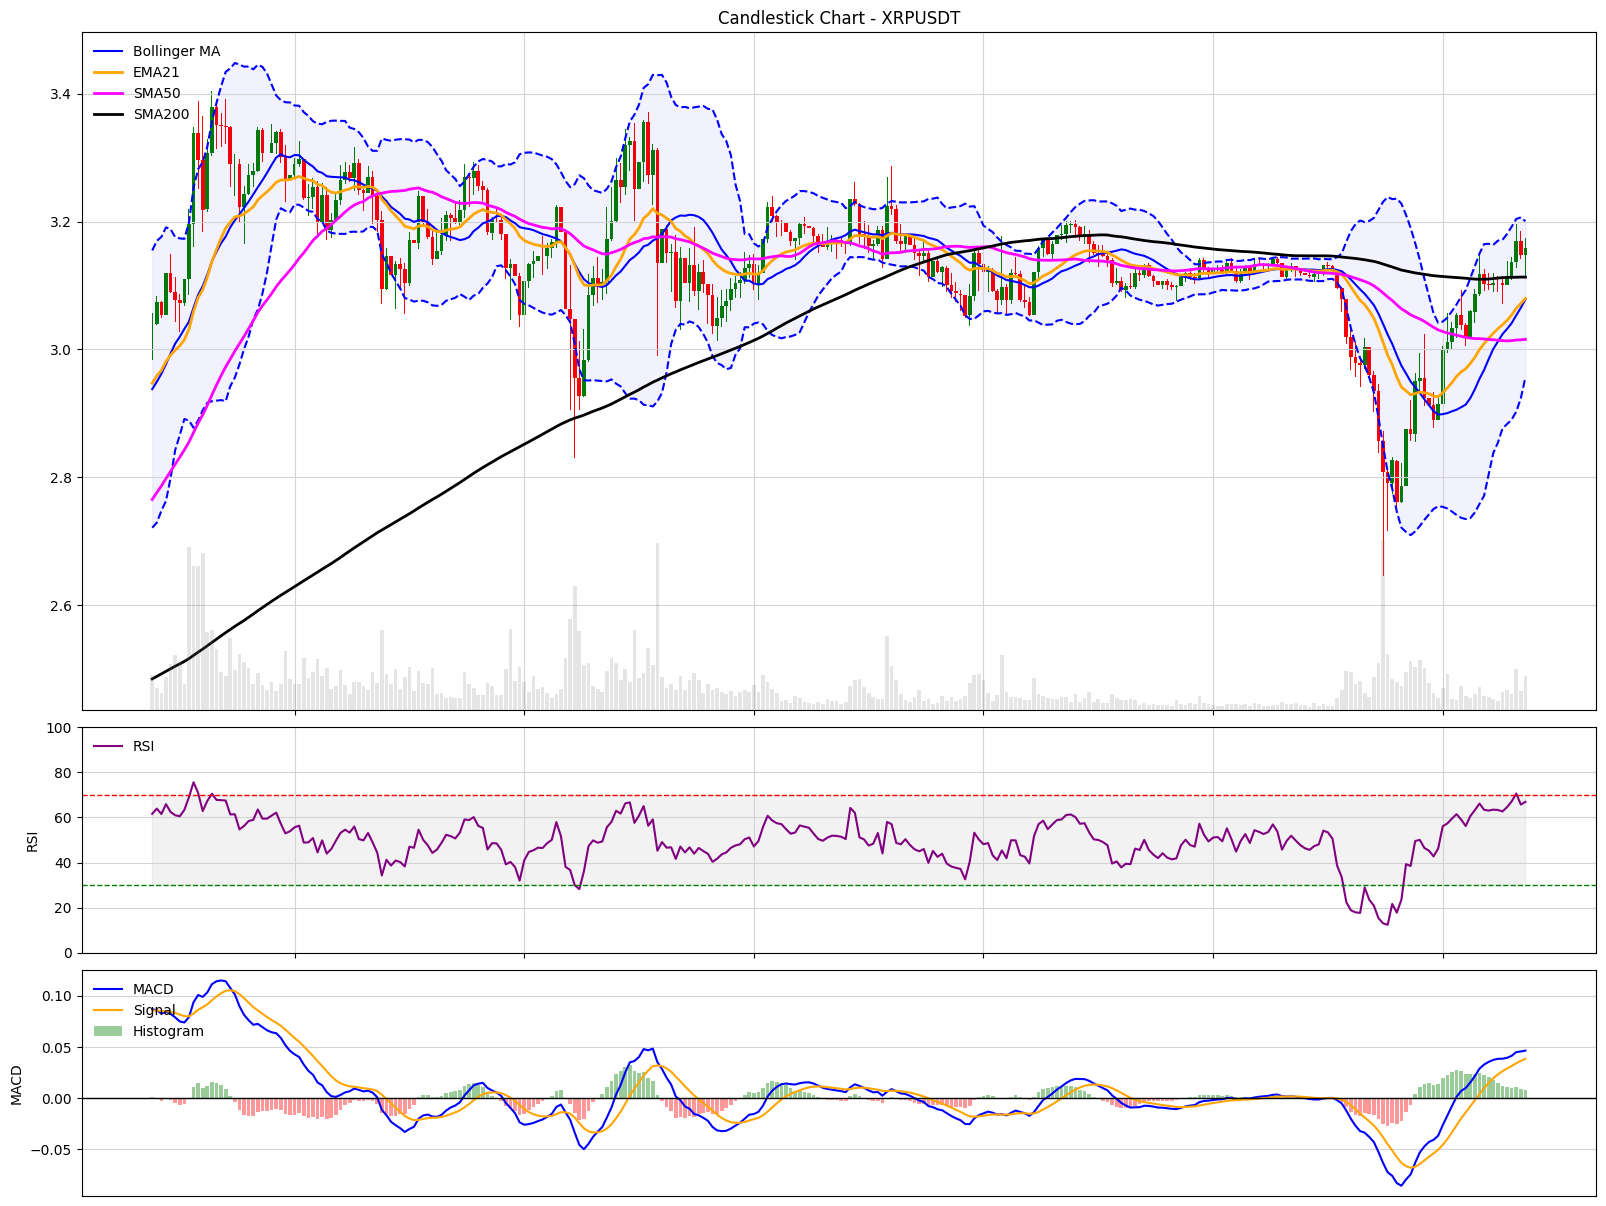 Candlestick Chart - XRPUSDT
Bollinger MA
EMA21
SMA50
SMA200
3.4
3.2
3.0
2.8
2.6
100
80
60
40
20
0
RSI
RSI
0.10
0.05
0.00
−0.05
MACD
MACD
Signal
Histogram